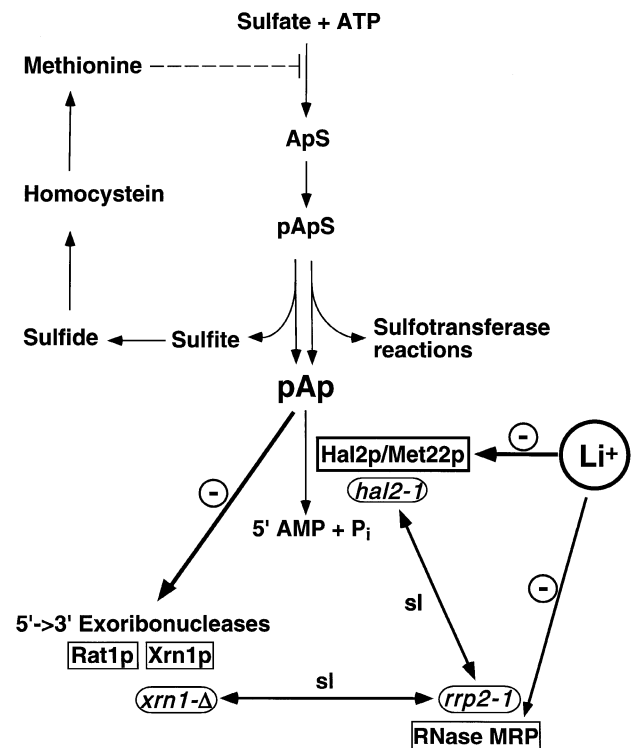 Sulfate + ATP
Methionine
ApS
Homocystein
pApS
Sulfide
Sulfite
Sulfotransferase
reactions
pAp
Hal2p/Met22p
-
Li+
hal2-1
-
5' AMP + Pi
-
sl
5'->3' Exoribonucleases
Rat1p Xrn1p
sl
xrn1-Δ
rrp2-1
RNase MRP